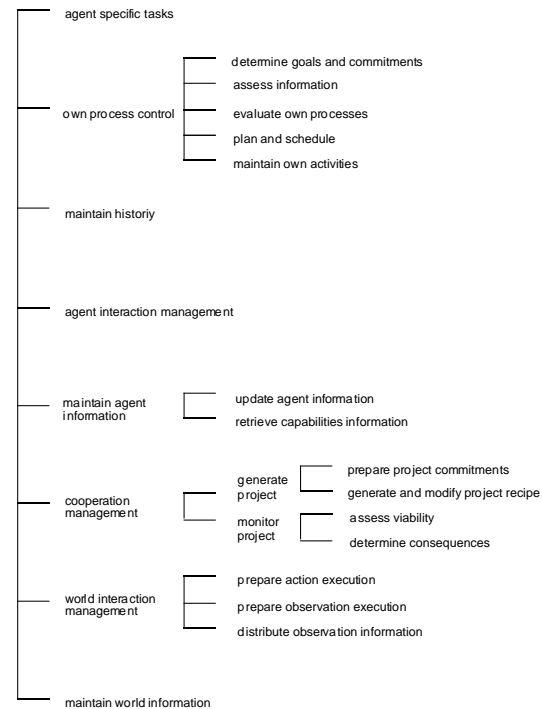 agent specific tasks
determine goals and commitments
assess information
own process control
evaluate own processes
plan and schedule
maintain own activities
maintain historiy
agent interaction management
maintain agent
information
update agent information
retrieve capabilities information
cooperation
management
generate
project
prepare project commitments
generate and modify project recipe
monitor
project
assess viability
determine consequences
world interaction
management
prepare action execution
prepare observation execution
distribute observation information
maintain world information